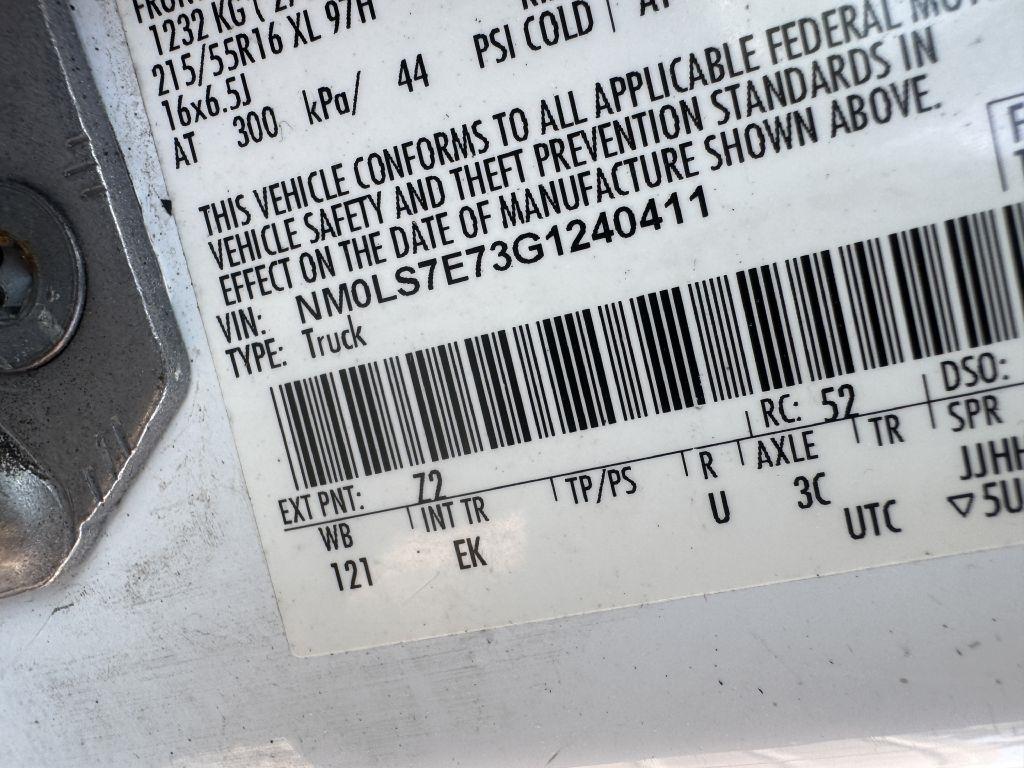 1232 KG
215/55R16 XL 97H
16x6.5J
AT 300 kPa/ 44 PSI COLD
THIS VEHICLE CONFORMS TO ALL APPLICABLE FEDERAL
VEHICLE SAFETY AND THEFT PREVENTION STANDARDS IN
EFFECT ON THE DATE OF MANUFACTURE SHOWN ABOVE.
VIN: NM0LS7E73G1240411
TYPE: Truck
EXT PNT: Z2 RC: 52 DSO:
WB INT TR TP/PS R AXLE TR SPR
121 EK U 3C UTC JJHH
▽5U